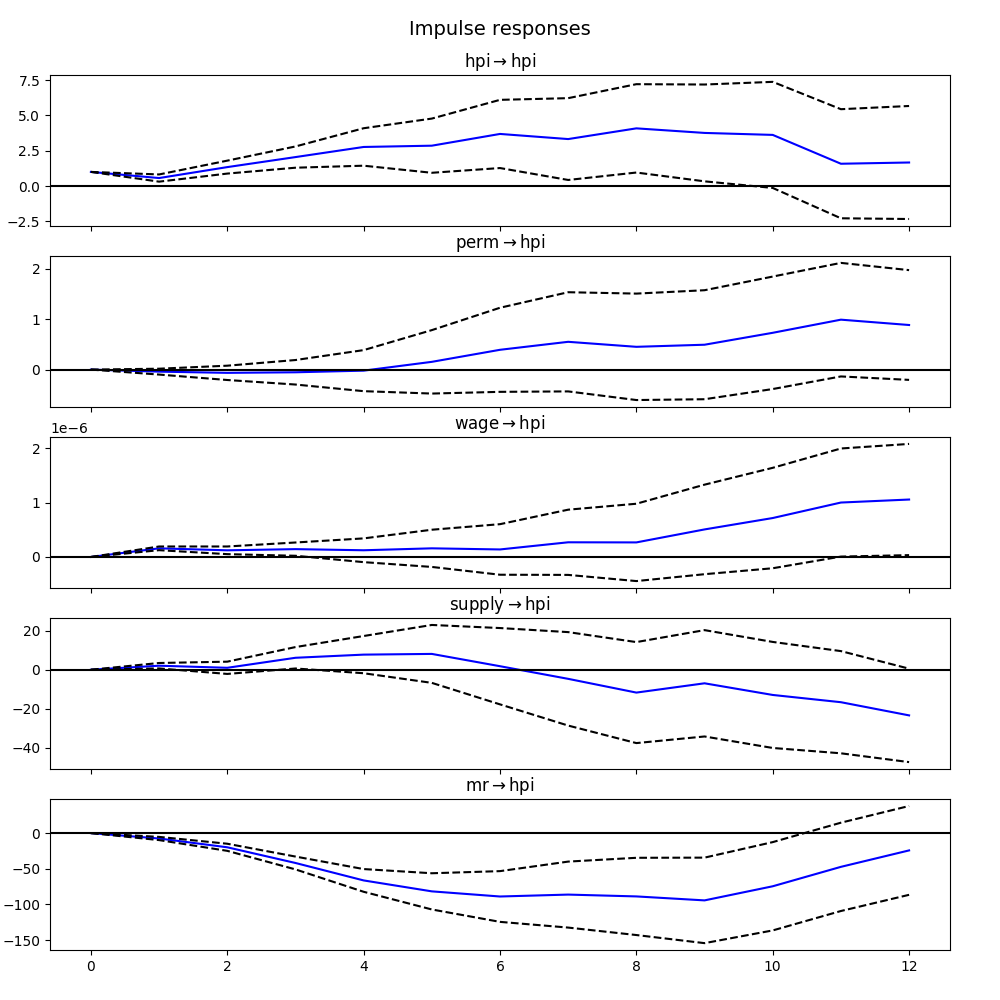 Impulse responses
hpi → hpi
7.5
5.0
2.5
0.0
−2.5
perm → hpi
2
1
0
1e−6
wage → hpi
2
1
0
supply → hpi
20
0
−20
−40
mr → hpi
0
−50
−100
−150
0 2 4 6 8 10 12